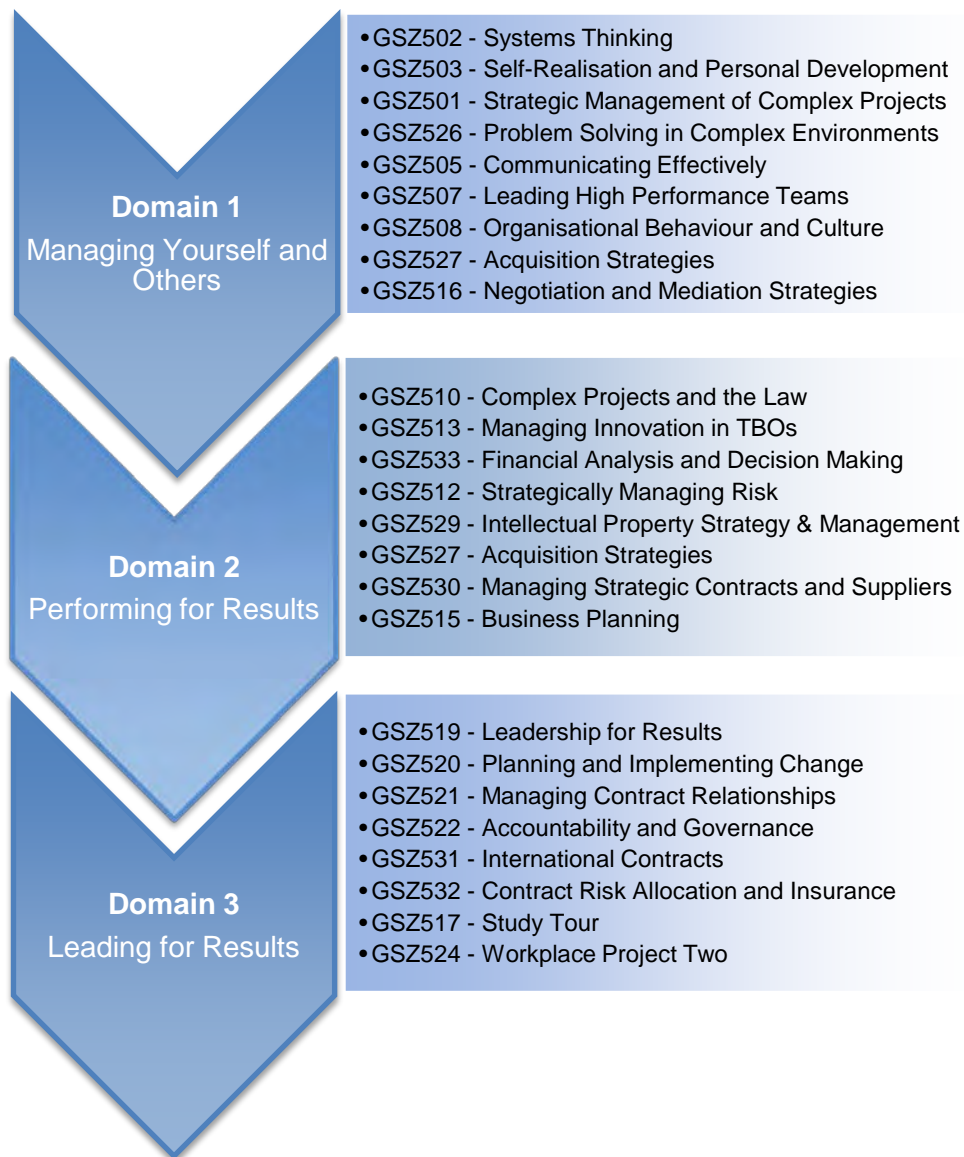 Domain 1
Managing Yourself and
Others
•GSZ502 - Systems Thinking
•GSZ503 - Self-Realisation and Personal Development
•GSZ501 - Strategic Management of Complex Projects
•GSZ526 - Problem Solving in Complex Environments
•GSZ505 - Communicating Effectively
•GSZ507 - Leading High Performance Teams
•GSZ508 - Organisational Behaviour and Culture
•GSZ527 - Acquisition Strategies
•GSZ516 - Negotiation and Mediation Strategies
Domain 2
Performing for Results
•GSZ510 - Complex Projects and the Law
•GSZ513 - Managing Innovation in TBOs
•GSZ533 - Financial Analysis and Decision Making
•GSZ512 - Strategically Managing Risk
•GSZ529 - Intellectual Property Strategy & Management
•GSZ527 - Acquisition Strategies
•GSZ530 - Managing Strategic Contracts and Suppliers
•GSZ515 - Business Planning
Domain 3
Leading for Results
•GSZ519 - Leadership for Results
•GSZ520 - Planning and Implementing Change
•GSZ521 - Managing Contract Relationships
•GSZ522 - Accountability and Governance
•GSZ531 - International Contracts
•GSZ532 - Contract Risk Allocation and Insurance
•GSZ517 - Study Tour
•GSZ524 - Workplace Project Two